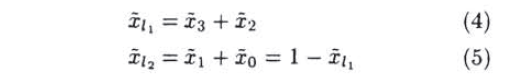 x̃_{l_1} = x̃_3 + x̃_2 (4)
x̃_{l_2} = x̃_1 + x̃_0 = 1 − x̃_{l_1} (5)